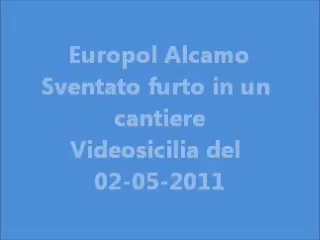 Europol Alcamo
Sventato furto in un
cantiere
Videosicilia del
02-05-2011